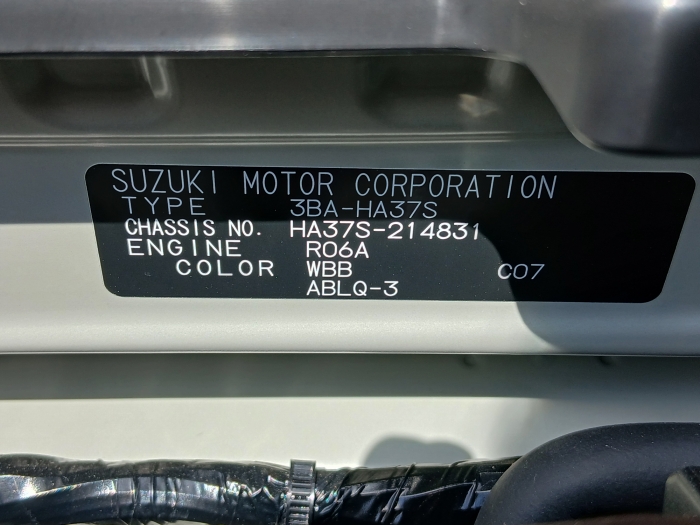 SUZUKI MOTOR CORPORATION
TYPE 3BA-HA37S
CHASSIS NO. HA37S-214831
ENGINE R06A
COLOR WBB C07
ABLQ-3